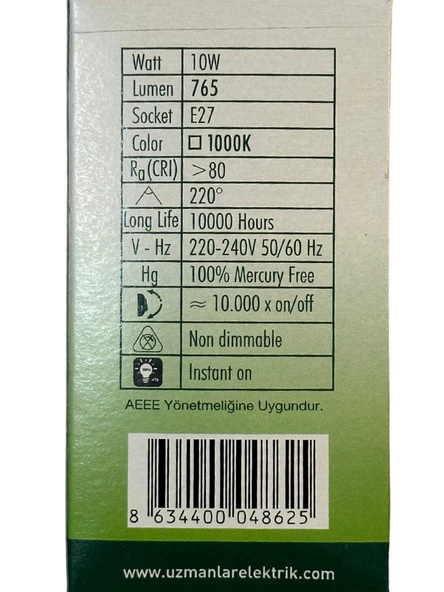 Watt 10W
Lumen 765
Socket E27
Color 1000K
Ra(CRI) >80
220°
Long Life 10000 Hours
V - Hz 220-240V 50/60 Hz
Hg 100% Mercury Free
≈ 10.000 x on/off
Non dimmable
Instant on
AEEE Yönetmeliğine Uygundur.
8 634400 048625
www.uzmanlarelektrik.com